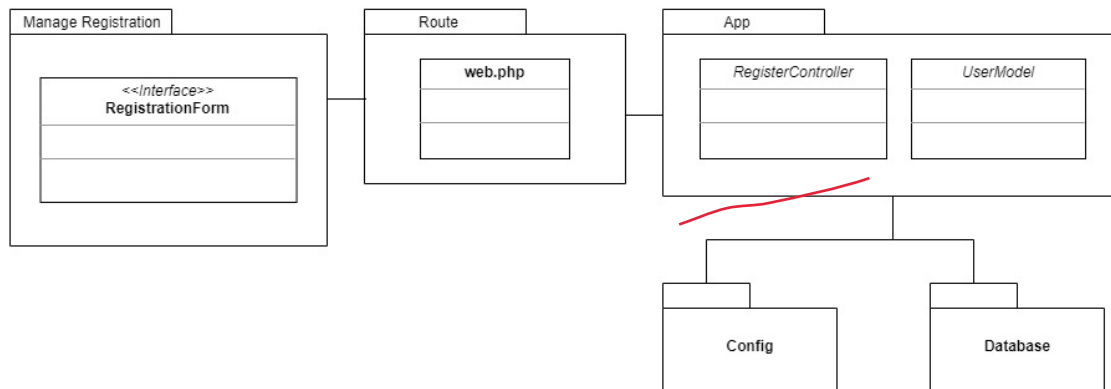 Manage Registration
<<Interface>>
RegistrationForm
Route
web.php
App
RegisterController
UserModel
Config
Database